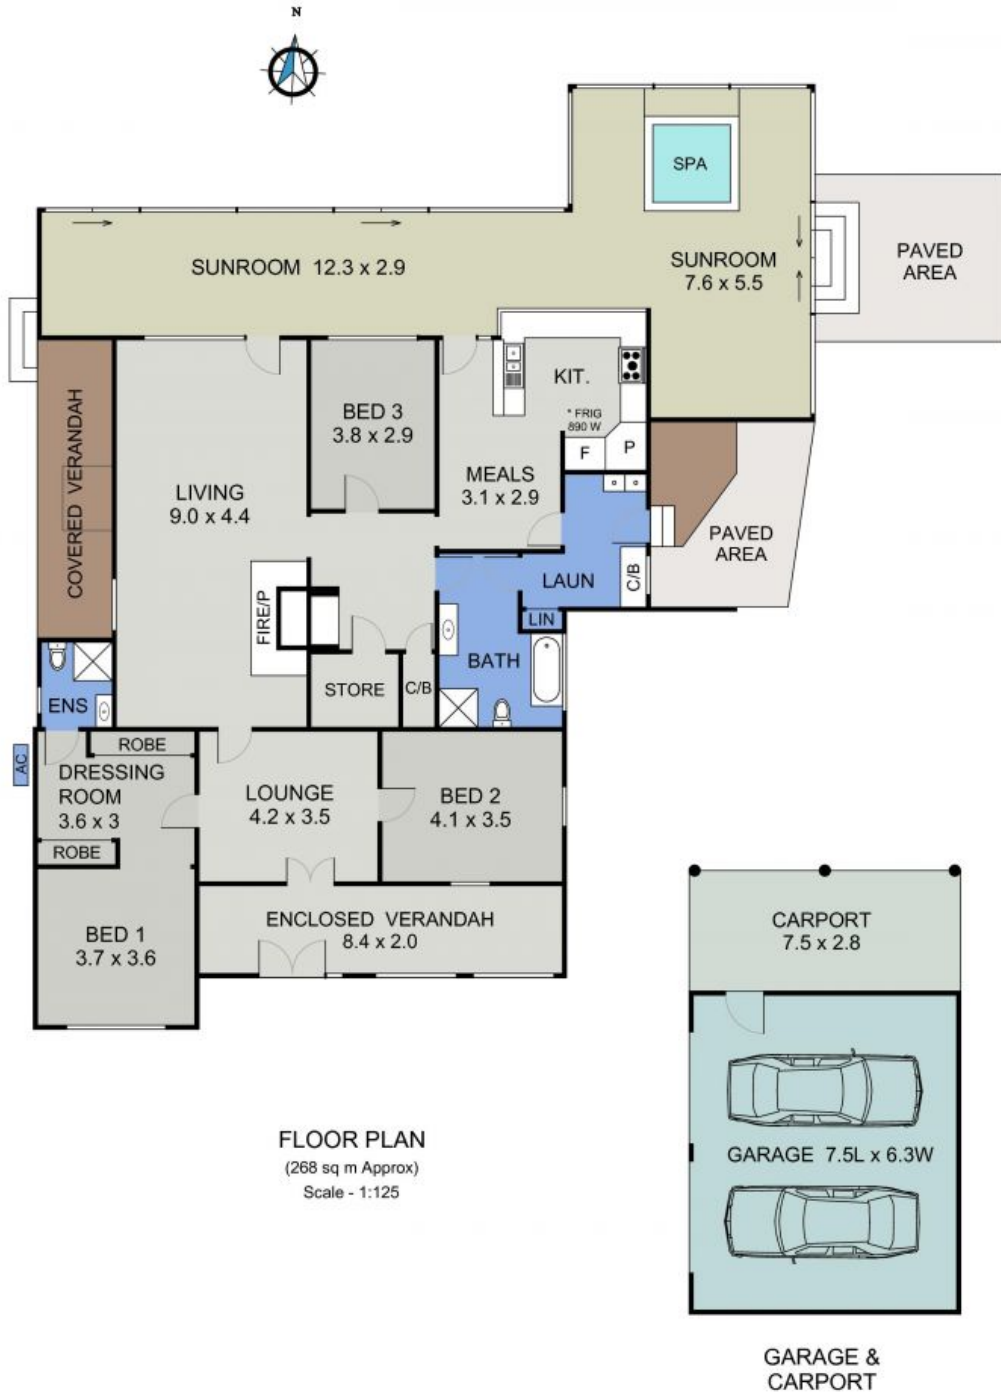 N
SPA
SUNROOM 12.3 x 2.9
SUNROOM
7.6 x 5.5
PAVED
AREA
COVERED VERANDAH
LIVING
9.0 x 4.4
BED 3
3.8 x 2.9
KIT.
* FRIG
890 W
F
P
MEALS
3.1 x 2.9
PAVED
AREA
FIRE/P
LAUN
C/B
LIN
BATH
STORE
C/B
ENS
AC
ROBE
DRESSING
ROOM
3.6 x 3
ROBE
LOUNGE
4.2 x 3.5
BED 2
4.1 x 3.5
BED 1
3.7 x 3.6
ENCLOSED VERANDAH
8.4 x 2.0
CARPORT
7.5 x 2.8
GARAGE 7.5L x 6.3W
FLOOR PLAN
(268 sq m Approx)
Scale - 1:125
GARAGE &
CARPORT